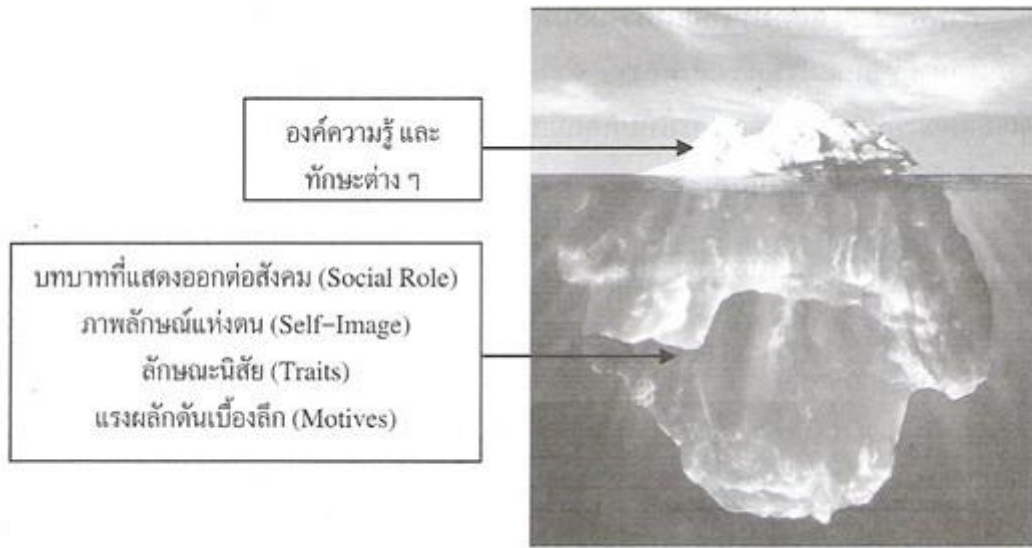 องค์ความรู้ และ
ทักษะต่าง ๆ
บทบาทที่แสดงออกต่อสังคม (Social Role)
ภาพลักษณ์แห่งตน (Self-Image)
ลักษณะนิสัย (Traits)
แรงผลักดันเบื้องลึก (Motives)